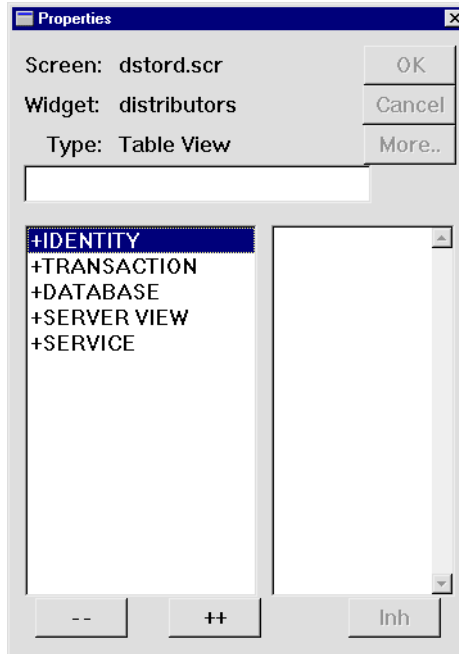 Properties
Screen: dstord.scr
OK
Widget: distributors
Cancel
Type: Table View
More..
+IDENTITY
+TRANSACTION
+DATABASE
+SERVER VIEW
+SERVICE
--
++
Inh